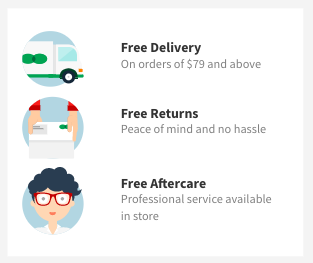 Free Delivery
On orders of $79 and above
Free Returns
Peace of mind and no hassle
Free Aftercare
Professional service available
in store